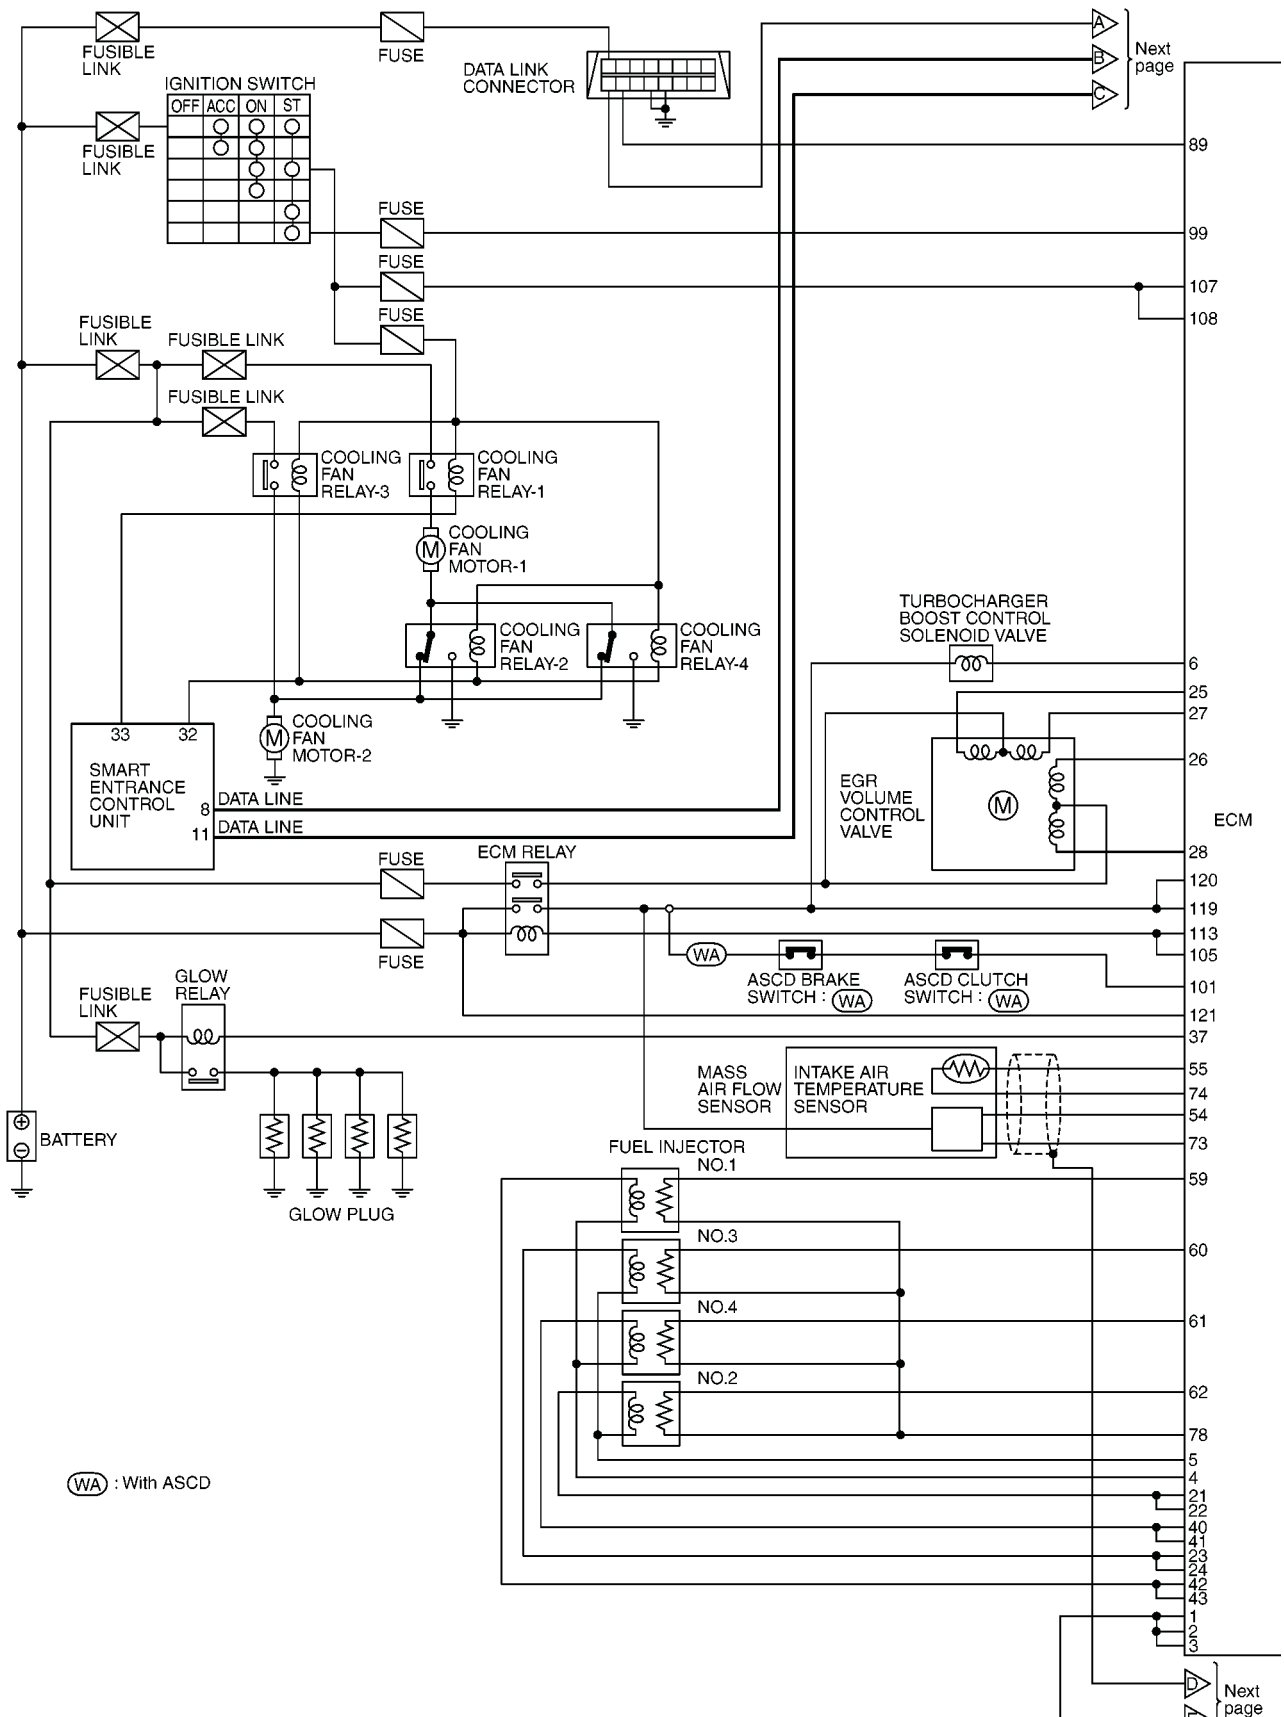 FUSIBLE
LINK
FUSE
DATA LINK
CONNECTOR
A
B
C
Next
page
IGNITION SWITCH
OFF ACC ON ST
FUSIBLE
LINK
89
FUSE
99
FUSE
107
108
FUSE
FUSIBLE
LINK
FUSIBLE LINK
FUSIBLE LINK
COOLING
FAN
RELAY-3
COOLING
FAN
RELAY-1
M
COOLING
FAN
MOTOR-1
COOLING
FAN
RELAY-2
COOLING
FAN
RELAY-4
TURBOCHARGER
BOOST CONTROL
SOLENOID VALVE
6
25
27
26
28
M
COOLING
FAN
MOTOR-2
33 32
SMART
ENTRANCE
CONTROL
UNIT
8
DATA LINE
11
DATA LINE
EGR
VOLUME
CONTROL
VALVE
M
ECM
FUSE
ECM RELAY
120
119
113
105
FUSE
WA
ASCD BRAKE
SWITCH : WA
ASCD CLUTCH
SWITCH : WA
101
121
37
FUSIBLE
LINK
GLOW
RELAY
MASS
AIR FLOW
SENSOR
INTAKE AIR
TEMPERATURE
SENSOR
55
74
54
73
BATTERY
GLOW PLUG
FUEL INJECTOR
NO.1
59
NO.3
60
NO.4
61
NO.2
62
78
5
4
21
22
40
41
23
24
42
43
1
2
3
WA : With ASCD
D
Next
page